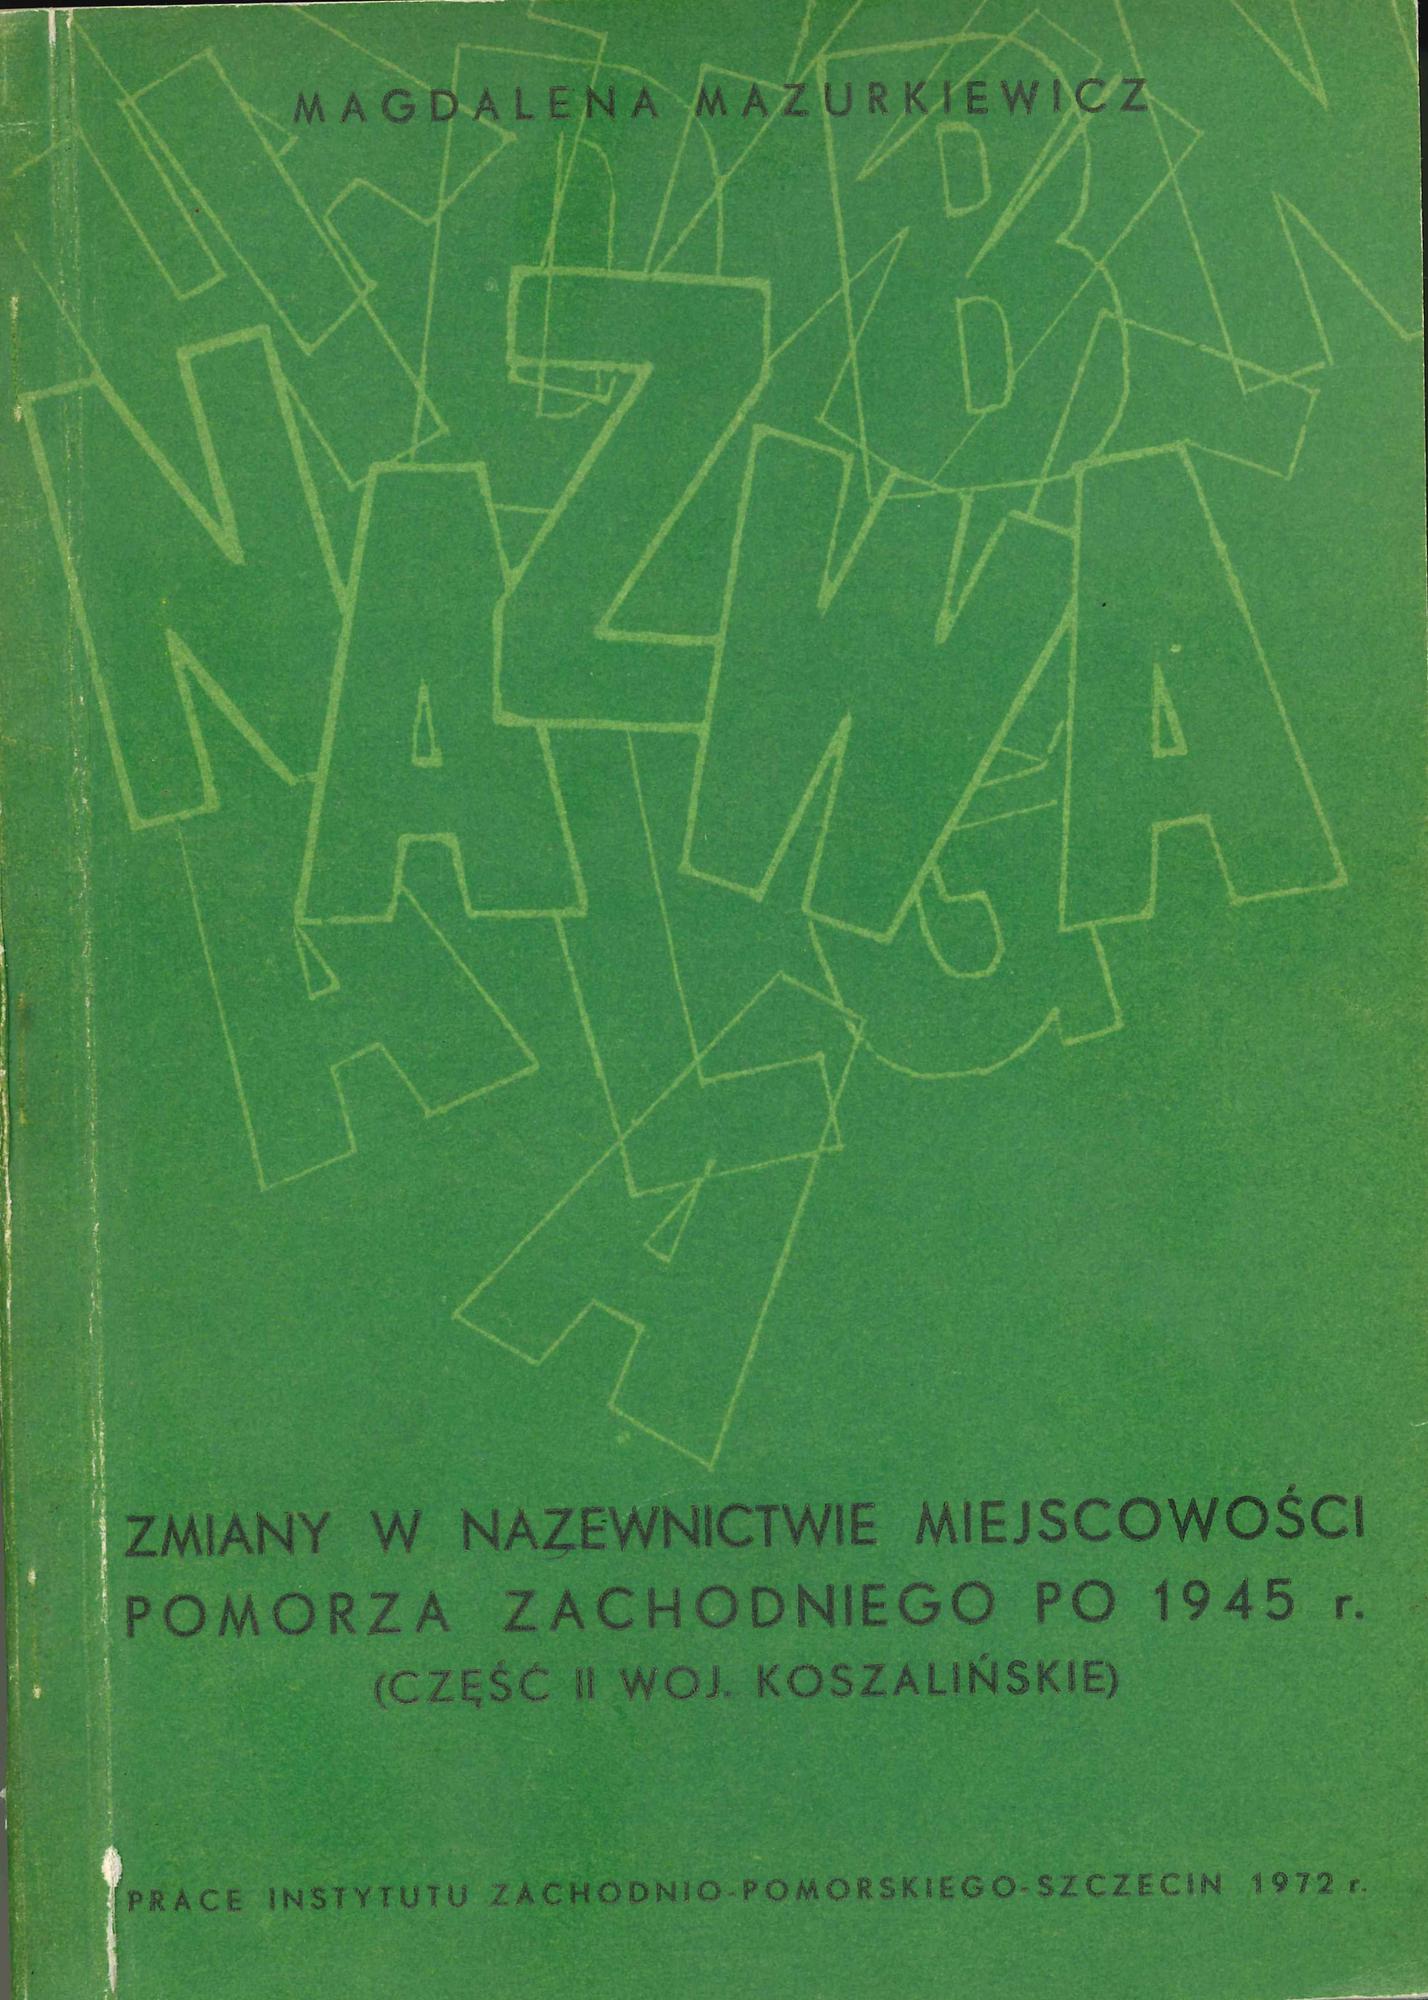 MAGDALENA MAZURKIEWICZ
NAZWA
ZMIANY W NAZEWNICTWIE MIEJSCOWOŚCI
POMORZA ZACHODNIEGO PO 1945 r.
(CZĘŚĆ II WOJ. KOSZALIŃSKIE)
PRACE INSTYTUTU ZACHODNIO-POMORSKIEGO-SZCZECIN 1972 r.